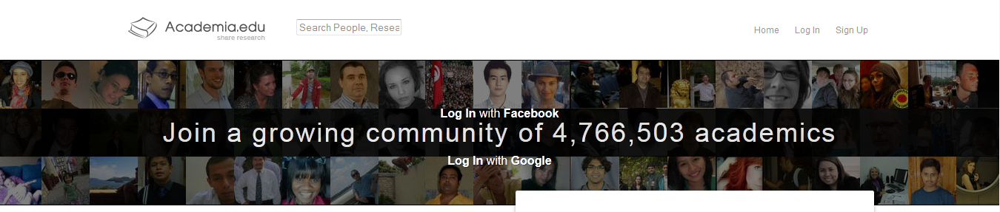 Academia.edu
share research
Search People, Resea
Home
Log In
Sign Up
Log In with Facebook
Join a growing community of 4,766,503 academics
Log In with Google